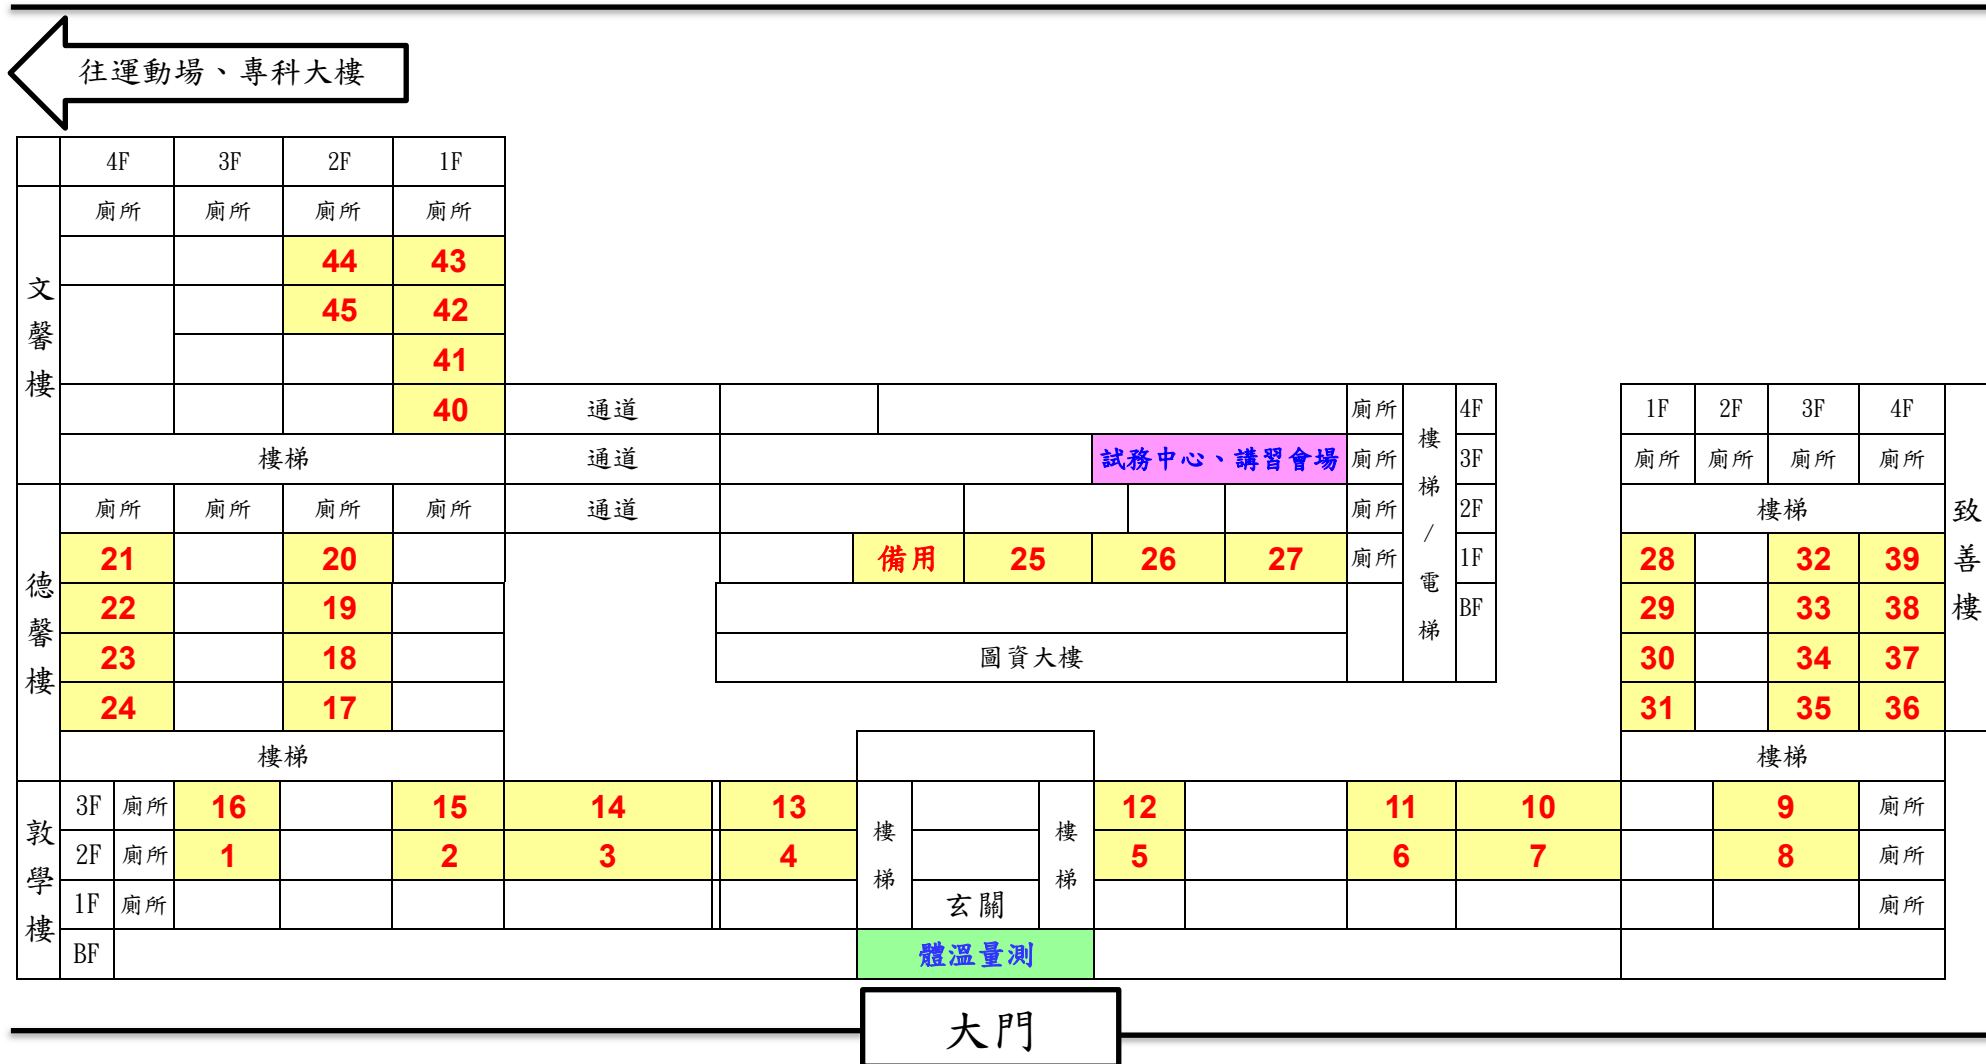 往運動場、專科大樓
4F 3F 2F 1F
文馨樓
廁所 廁所 廁所 廁所
44 43
45 42
41
40 通道 廁所 4F 1F 2F 3F 4F
樓梯 通道 試務中心、講習會場 廁所 3F 廁所 廁所 廁所 廁所
樓梯/電梯
德馨樓
廁所 廁所 廁所 廁所 通道 廁所 2F 樓梯
致善樓
21 20 備用 25 26 27 廁所 1F 28 32 39
22 19 BF 29 33 38
23 18 圖資大樓 30 34 37
24 17 31 35 36
樓梯 樓梯
敦學樓
3F 廁所 16 15 14 13 樓梯 樓梯 12 11 10 9 廁所
2F 廁所 1 2 3 4 5 6 7 8 廁所
1F 廁所 玄關 廁所
BF 體溫量測
大門